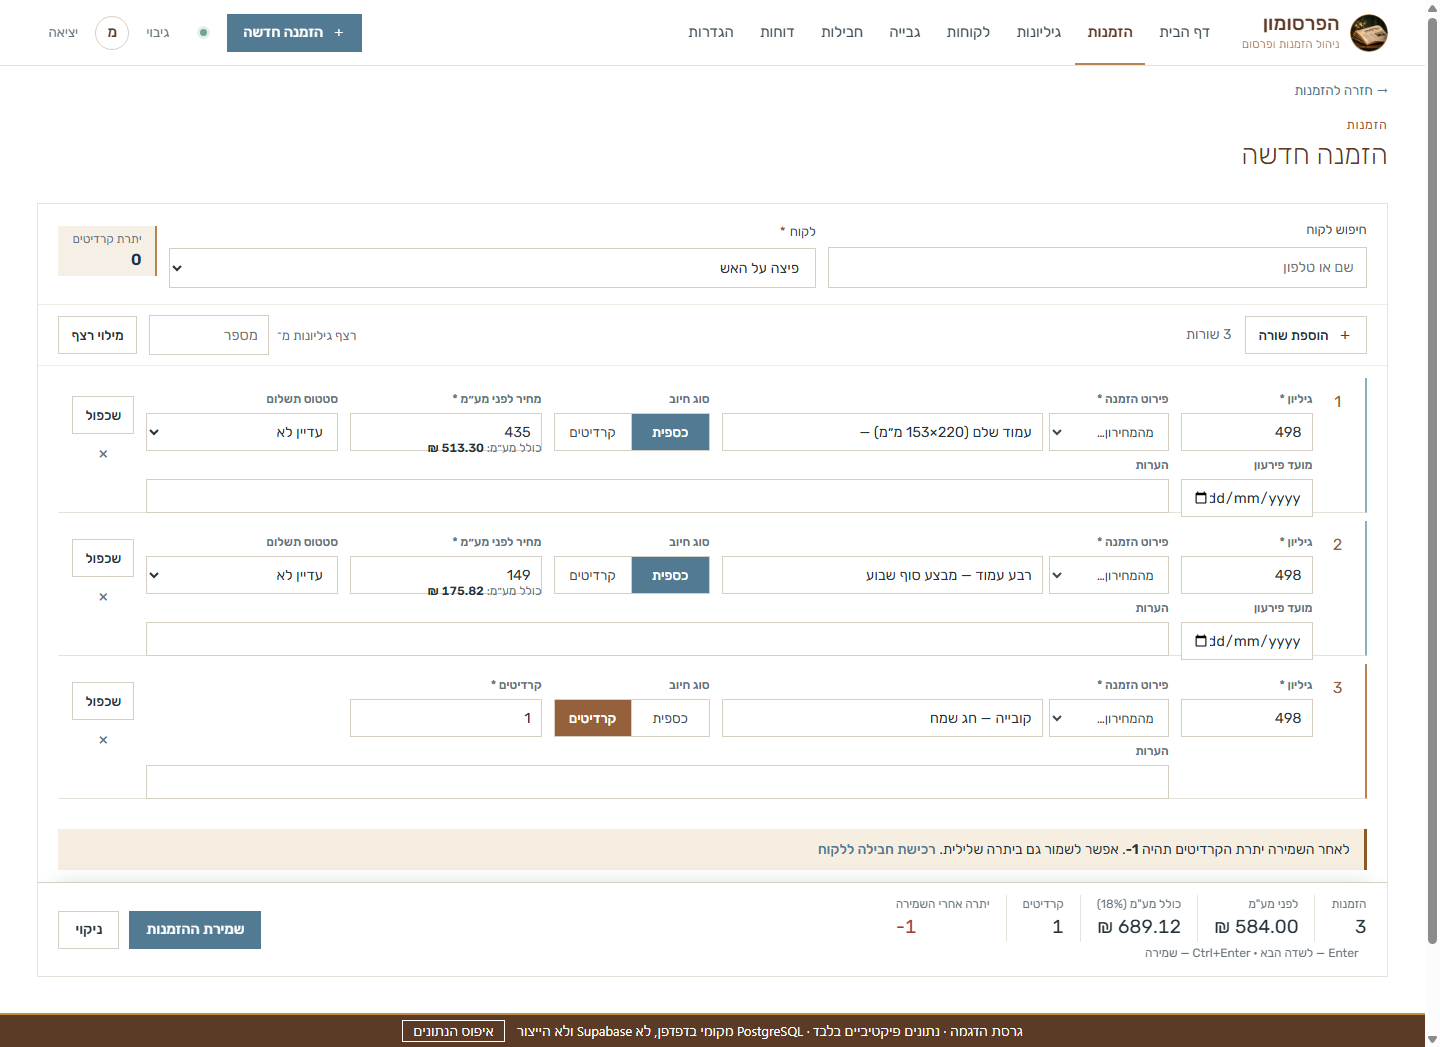 הפרסומון
ניהול הזמנות ופרסום
דף הבית
הזמנות
גיליונות
לקוחות
גבייה
חבילות
דוחות
הגדרות
+ הזמנה חדשה
גיבוי
מ
יציאה
→ חזרה להזמנות
הזמנות
הזמנה חדשה
חיפוש לקוח
שם או טלפון
לקוח *
פיצה על האש
יתרת קרדיטים
0
+ הוספת שורה
3 שורות
רצף גיליונות מ־
מספר
מילוי רצף
1
גיליון *
498
פירוט הזמנה *
מהמחירון...
עמוד שלם (220×153 מ״מ) –
סוג חיוב
כספית
קרדיטים
מחיר לפני מע״מ *
435
כולל מע״מ: 513.30 ₪
סטטוס תשלום
עדיין לא
שכפול
×
מועד פירעון
dd/mm/yyyy
הערות
2
גיליון *
498
פירוט הזמנה *
מהמחירון...
רבע עמוד – מבצע סוף שבוע
סוג חיוב
כספית
קרדיטים
מחיר לפני מע״מ *
149
כולל מע״מ: 175.82 ₪
סטטוס תשלום
עדיין לא
שכפול
×
מועד פירעון
dd/mm/yyyy
הערות
3
גיליון *
498
פירוט הזמנה *
מהמחירון...
קובייה – חג שמח
סוג חיוב
כספית
קרדיטים
קרדיטים *
1
שכפול
×
הערות
לאחר השמירה יתרת הקרדיטים תהיה -1. אפשר לשמור גם ביתרה שלילית. רכישת חבילה ללקוח
הזמנות
3
לפני מע"מ
584.00 ₪
כולל מע"מ (18%)
689.12 ₪
קרדיטים
1
יתרה אחרי השמירה
-1
שמירת ההזמנות
ניקוי
Enter — לשדה הבא • Ctrl+Enter — שמירה
גרסת הדגמה · נתונים פיקטיביים בלבד · PostgreSQL מקומי בדפדפן, לא Supabase ולא הייצור
איפוס הנתונים